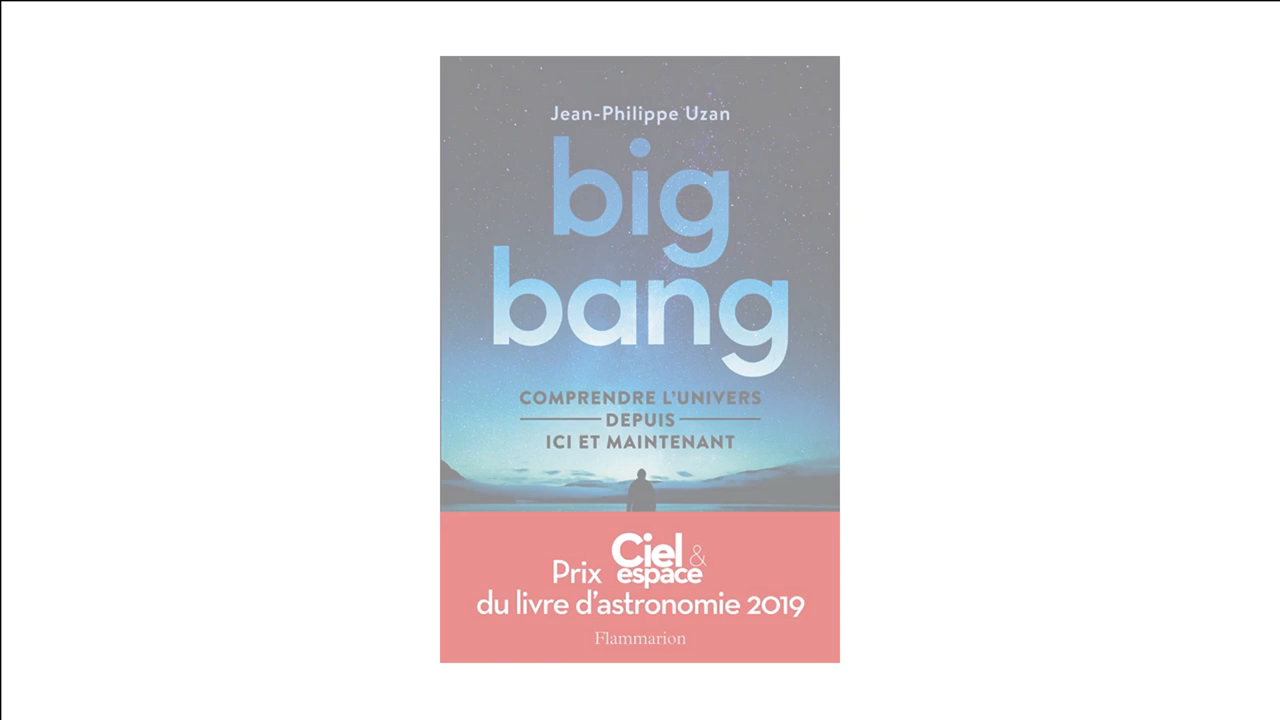 Jean-Philippe Uzan
big
bang
COMPRENDRE L'UNIVERS
DEPUIS
ICI ET MAINTENANT
Prix Ciel & espace
du livre d'astronomie 2019
Flammarion